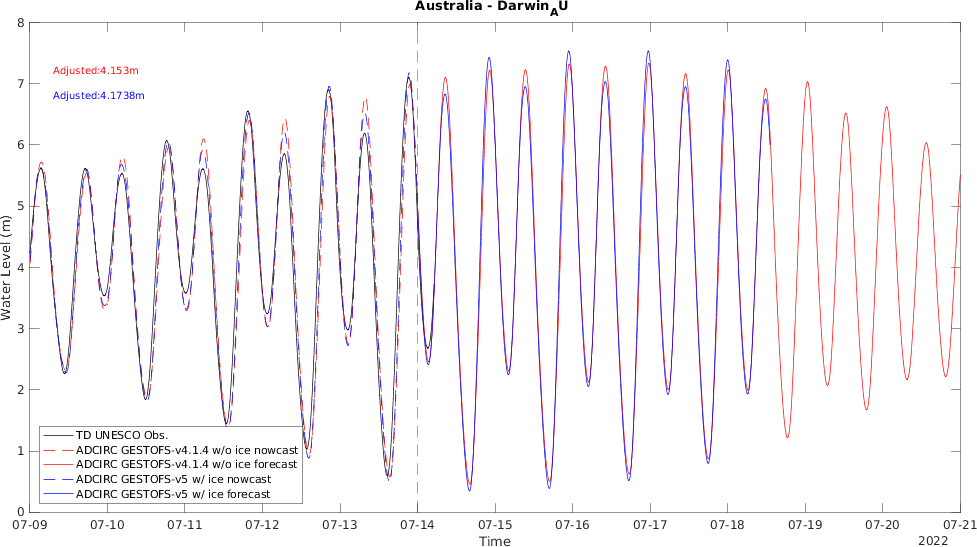 Australia - Darwin_AU
8
7
6
5
4
3
2
1
0
Water Level (m)
Adjusted:4.153m
Adjusted:4.1738m
TD UNESCO Obs.
ADCIRC GESTOFS-v4.1.4 w/o ice nowcast
ADCIRC GESTOFS-v4.1.4 w/o ice forecast
ADCIRC GESTOFS-v5 w/ ice nowcast
ADCIRC GESTOFS-v5 w/ ice forecast
07-09 07-10 07-11 07-12 07-13 07-14 07-15 07-16 07-17 07-18 07-19 07-20 07-21
Time
2022